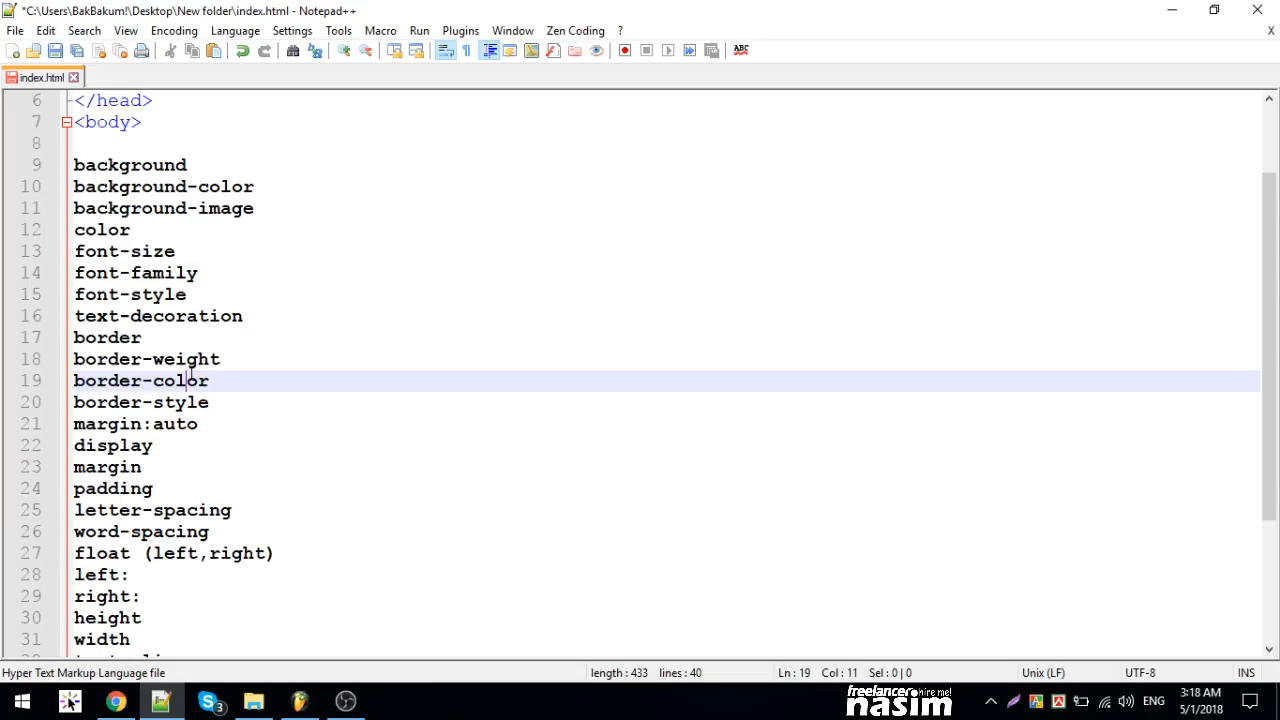 *C:\Users\BakBakum!\Desktop\New folder\index.html - Notepad++
File Edit Search View Encoding Language Settings Tools Macro Run Plugins Window Zen Coding ? X
ABC
index.html
6 </head>
7 <body>
8
9 background
10 background-color
11 background-image
12 color
13 font-size
14 font-family
15 font-style
16 text-decoration
17 border
18 border-weight
19 border-color
20 border-style
21 margin:auto
22 display
23 margin
24 padding
25 letter-spacing
26 word-spacing
27 float (left,right)
28 left:
29 right:
30 height
31 width
Hyper Text Markup Language file length : 433 lines : 40 Ln : 19 Col : 11 Sel : 0 | 0 Unix (LF) UTF-8 INS
3 freelancer hire me! nasim ENG 3:18 AM
5/1/2018